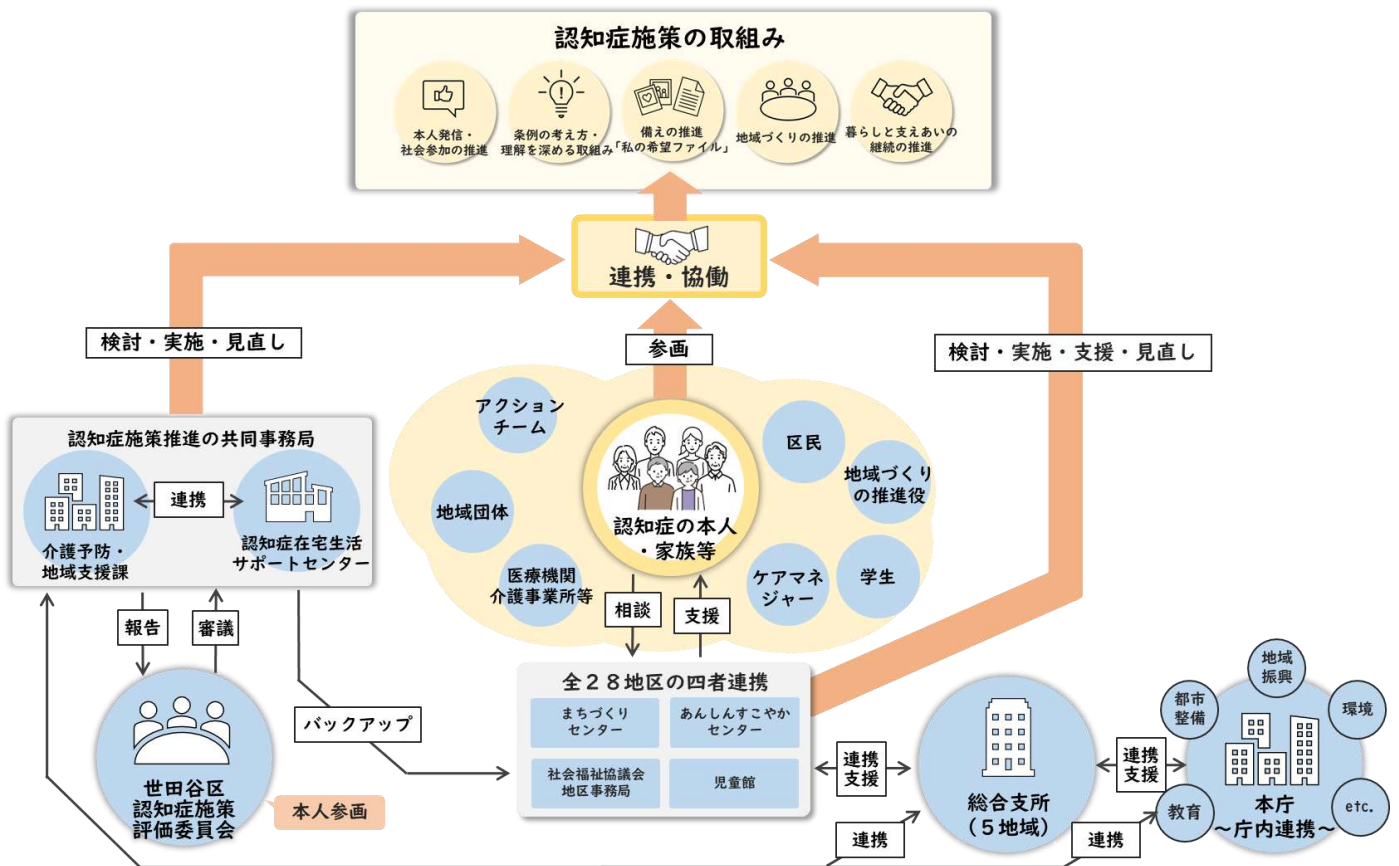 認知症施策の取組み
本人発信・
社会参加の推進
条例の考え方・
理解を深める取組み
備えの推進
「私の希望ファイル」
地域づくりの推進
暮らしと支えあいの
継続の推進
連携・協働
検討・実施・見直し
参画
検討・実施・支援・見直し
認知症施策推進の共同事務局
介護予防・
地域支援課
連携
認知症在宅生活
サポートセンター
アクション
チーム
地域団体
医療機関
介護事業所等
認知症の本人
・家族等
区民
地域づくり
の推進役
ケアマネ
ジャー
学生
相談
支援
報告
審議
バックアップ
世田谷区
認知症施策
評価委員会
本人参画
全28地区の四者連携
まちづくり
センター
あんしんすこやか
センター
社会福祉協議会
地区事務局
児童館
連携
支援
総合支所
（5地域）
連携
支援
地域
振興
都市
整備
環境
教育
etc.
本庁
～庁内連携～
連携
連携